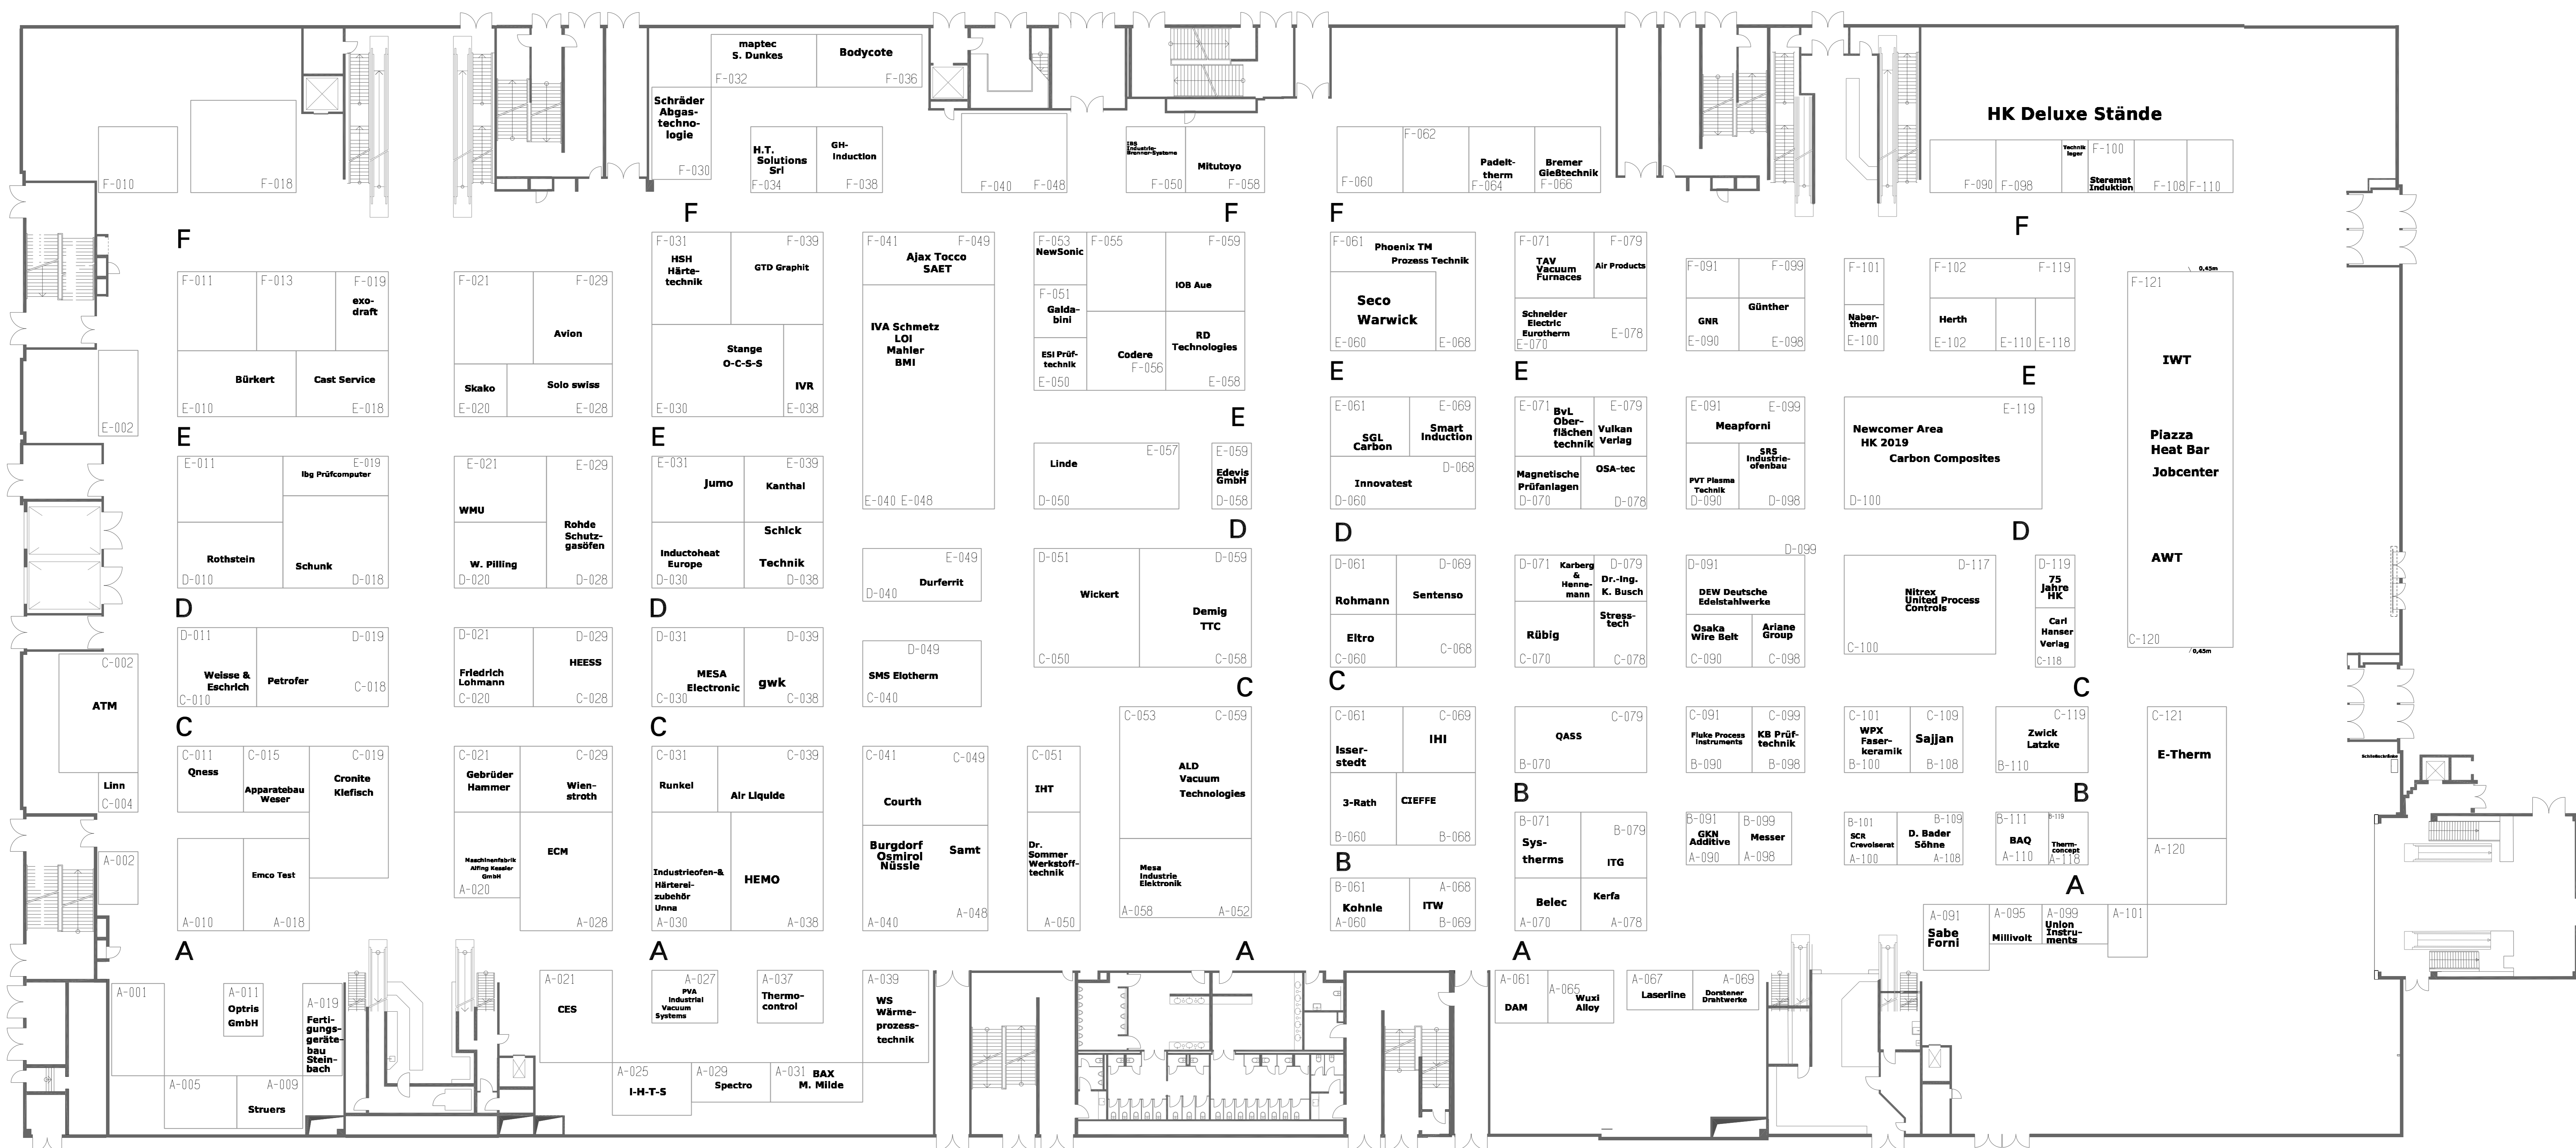 maptec
S. Dunkes
F-032
Bodycote
F-036
Schräder
Abgas-
techno-
logie
F-030
H.T.
Solutions
Srl
F-034
GH-
Induction
F-038
F-010
F-018
F-040 F-048
IBS
Industrie-
Brenner-Systeme
F-050
Mitutoyo
F-058
F-060
F-062
Padelt-
therm
F-064
Bremer
Gießtechnik
F-066
HK Deluxe Stände
F-090
F-098
Technik
lager
F-100
Steremat
Induktion
F-108
F-110
F
F
F
F
F
F-011
F-013
F-019
exo-
draft
Bürkert
E-010
Cast Service
E-018
F-021
F-029
Avion
Skako
E-020
Solo swiss
E-028
F-031
HSH
Härte-
technik
F-039
GTD Graphit
Stange
O-C-S-S
E-030
IVR
E-038
F-041
F-049
Ajax Tocco
SAET
IVA Schmetz
LOI
Mahler
BMI
E-040 E-048
F-053
NewSonic
F-055
F-059
IOB Aue
F-051
Galda-
bini
ESI Prüf-
technik
E-050
Codere
F-056
RD
Technologies
E-058
F-061
Phoenix TM
Prozess Technik
Seco
Warwick
E-060
E-068
F-071
TAV
Vacuum
Furnaces
F-079
Air Products
Schneider
Electric
Eurotherm
E-070
E-078
F-091
F-099
GNR
E-090
Günther
E-098
F-101
Naber-
therm
E-100
F-102
F-119
Herth
E-102
E-110
E-118
0,45m
F-121
IWT
Piazza
Heat Bar
Jobcenter
AWT
C-120
0,45m
E-002
E
E
E
E
E
E
E-011
E-019
ibg Prüfcomputer
Rothstein
D-010
Schunk
D-018
E-021
WMU
E-029
Rohde
Schutz-
gasöfen
W. Pilling
D-020
D-028
E-031
Jumo
E-039
Kanthal
Inductoheat
Europe
D-030
Schick
Technik
D-038
Linde
E-057
D-050
E-059
Edevis
GmbH
D-058
E-061
SGL
Carbon
E-069
Smart
Induction
D-068
Innovatest
D-060
E-071
BvL
Ober-
flächen
technik
E-079
Vulkan
Verlag
Magnetische
Prüfanlagen
D-070
OSA-tec
D-078
E-091
E-099
Meapforni
PVT Plasma
Technik
D-090
SRS
Industrie-
ofenbau
D-098
E-119
Newcomer Area
HK 2019
Carbon Composites
D-100
D
D
D
D
D
E-049
Durferrit
D-040
D-051
Wickert
C-050
D-059
Demig
TTC
C-058
D-061
Rohmann
D-069
Sentenso
Eltro
C-060
C-068
D-071
Karberg
&
Henne-
mann
D-079
Dr.-Ing.
K. Busch
Rübig
C-070
Stress-
tech
C-078
D-099
D-091
DEW Deutsche
Edelstahlwerke
Osaka
Wire Belt
C-090
Ariane
Group
C-098
D-117
Nitrex
United Process
Controls
C-100
D-119
75
Jahre
HK
Carl
Hanser
Verlag
C-118
D-011
Weisse &
Eschrich
C-010
D-019
Petrofer
C-018
D-021
Friedrich
Lohmann
C-020
D-029
HEESS
C-028
D-031
MESA
Electronic
C-030
D-039
gwk
C-038
D-049
SMS Elotherm
C-040
C-002
ATM
Linn
C-004
C
C
C
C
C
C-011
Qness
C-015
Apparatebau
Weser
C-019
Cronite
Klefisch
C-021
Gebrüder
Hammer
C-029
Wien-
stroth
C-031
Runkel
C-039
Air Liquide
C-041
C-049
Courth
C-051
IHT
C-053
C-059
ALD
Vacuum
Technologies
C-061
Isser-
stedt
C-069
IHI
3-Rath
B-060
CIEFFE
B-068
C-079
QASS
B-070
C-091
Fluke Process
Instruments
B-090
C-099
KB Prüf-
technik
B-098
C-101
WPX
Faser-
keramik
B-100
C-109
Sajjan
B-108
C-119
Zwick
Latzke
B-110
C-121
E-Therm
A-120
Schließschränke
B
B
B
A-002
Emco Test
A-010
A-018
Maschinenfabrik
Alfing Kessler
GmbH
A-020
ECM
A-028
Industrieofen-&
Härterei-
zubehör
Unna
A-030
HEMO
A-038
Burgdorf
Osmirol
Nüssle
Samt
A-040
A-048
Dr.
Sommer
Werkstoff-
technik
A-050
Mesa
Industrie
Elektronik
A-058
A-052
B-061
Kohnle
A-060
A-068
ITW
B-069
B-071
Sys-
therms
B-079
ITG
Belec
A-070
Kerfa
A-078
B-091
GKN
Additive
A-090
B-099
Messer
A-098
B-101
SCR
Crevolserat
A-100
B-109
D. Bader
Söhne
A-108
B-111
BAQ
A-110
B-119
Therm-
concept
A-118
A
A
A
A
A
A-091
Sabe
Forni
A-095
Millivolt
A-099
Union
Instru-
ments
A-101
A-001
A-011
Optris
GmbH
A-019
Ferti-
gungs-
geräte-
bau
Stein-
bach
A-005
A-009
Struers
A-021
CES
A-027
PVA
Industrial
Vacuum
Systems
A-037
Thermo-
control
A-039
WS
Wärme-
prozess-
technik
A-025
I-H-T-S
A-029
Spectro
A-031
BAX
M. Milde
A-061
DAM
A-065
Wuxi
Alloy
A-067
Laserline
A-069
Dorstener
Drahtwerke